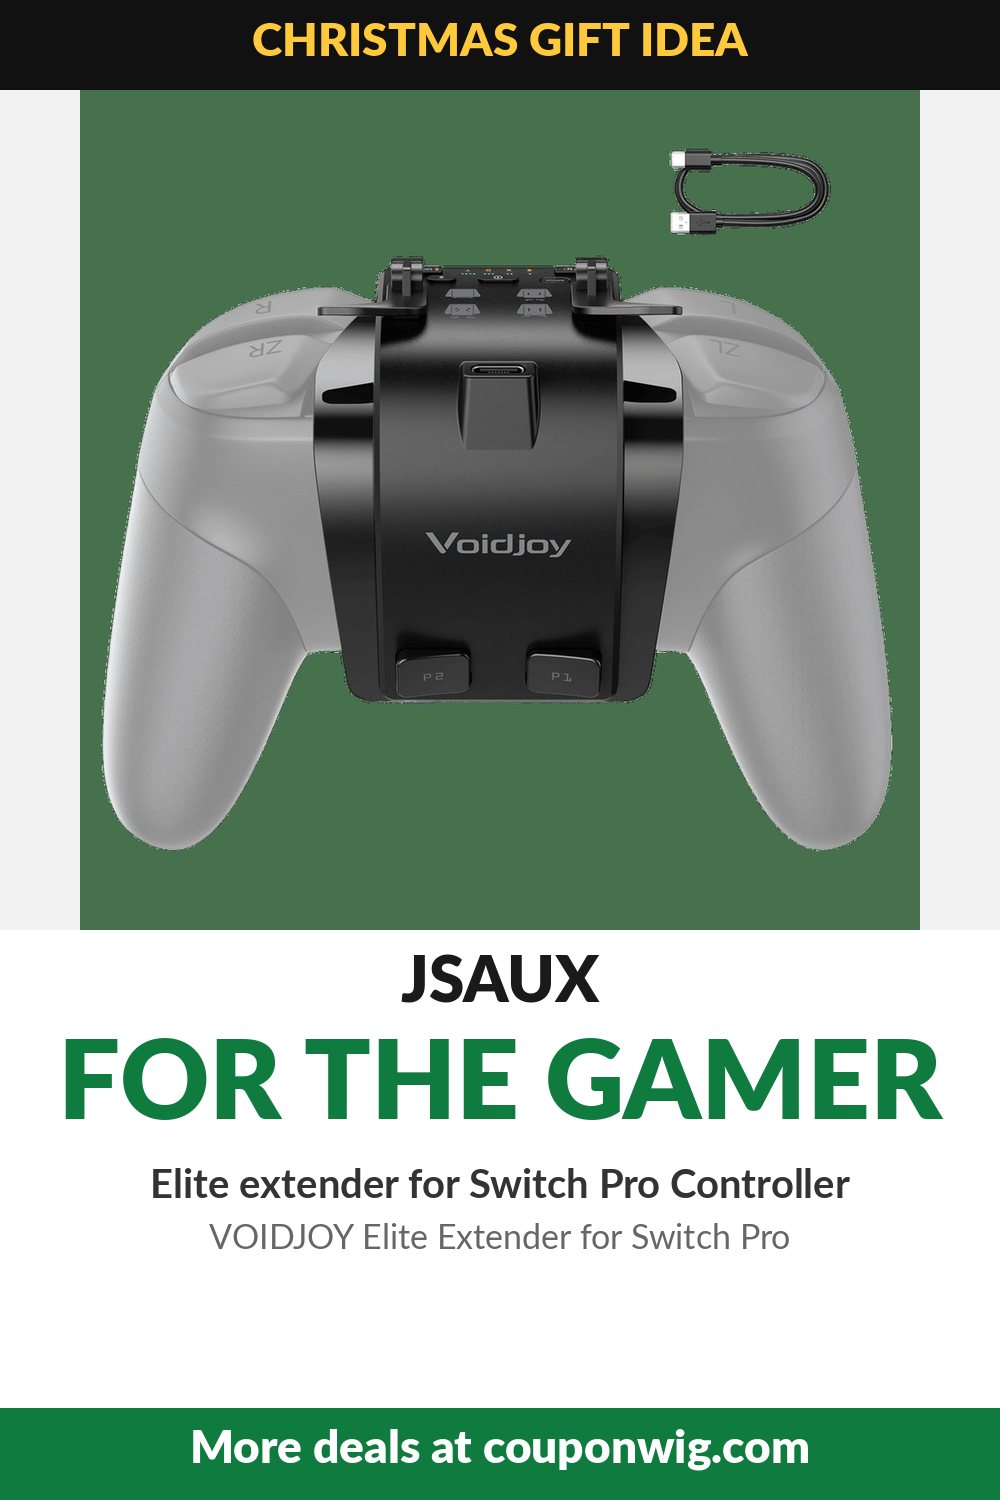 CHRISTMAS GIFT IDEA
R
L
ZR
ZL
Voidjoy
P2
P1
JSAUX
FOR THE GAMER
Elite extender for Switch Pro Controller
VOIDJOY Elite Extender for Switch Pro
More deals at couponwig.com